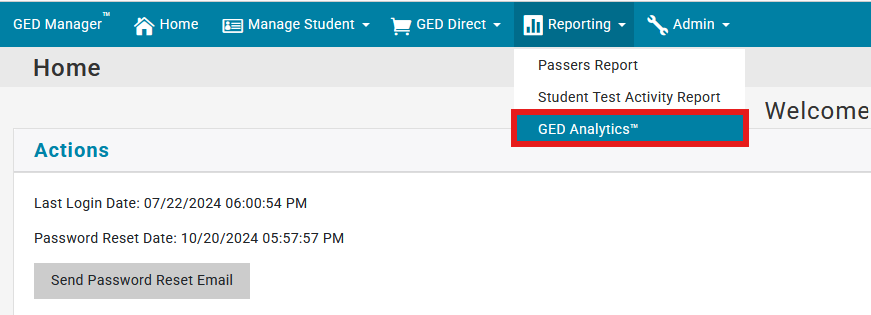 GED Manager™ Home Manage Student GED Direct Reporting Admin
Home
Passers Report
Student Test Activity Report
GED Analytics™
Welcome
Actions
Last Login Date: 07/22/2024 06:00:54 PM
Password Reset Date: 10/20/2024 05:57:57 PM
Send Password Reset Email